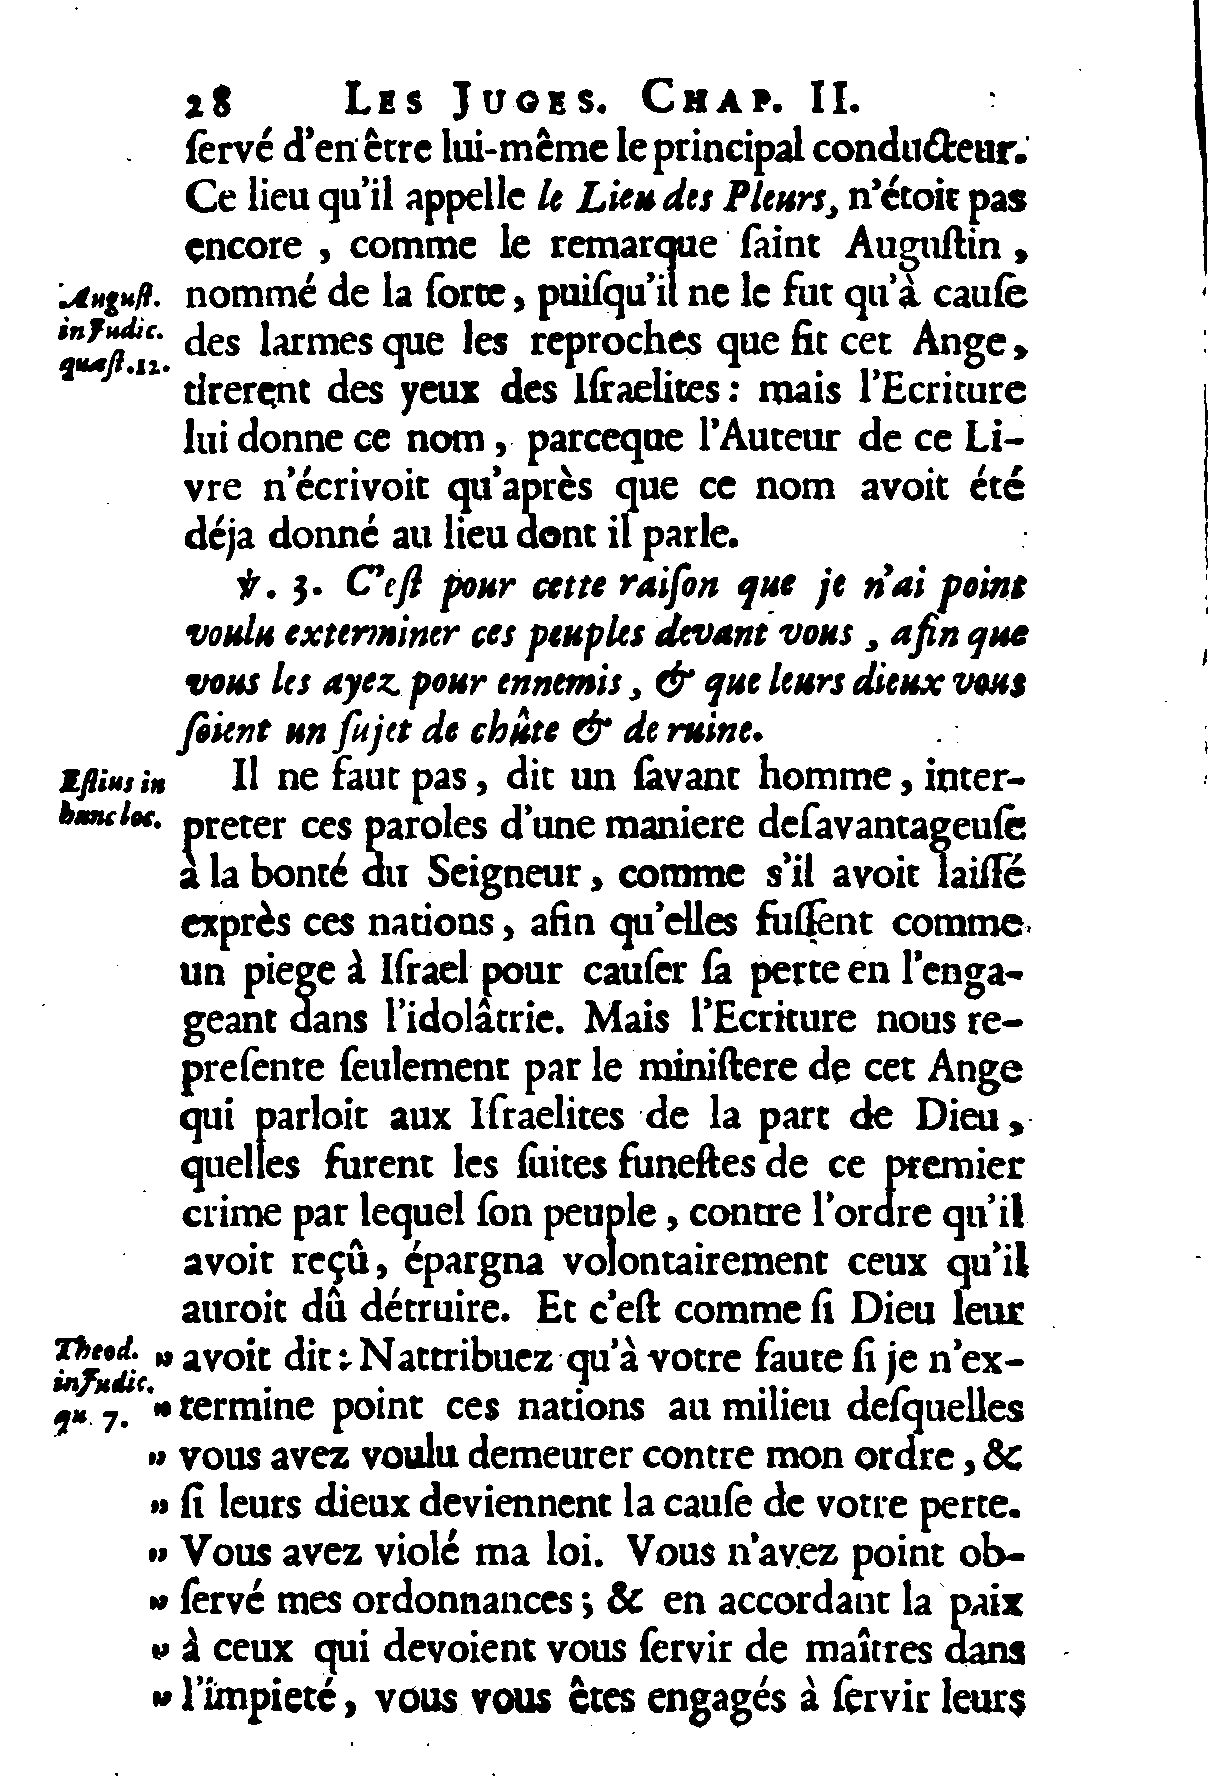 28 LES JUGES. CHAP. II.
ſervé d'en être lui-même le principal conducteur.
Ce lieu qu'il appelle le Lieu des Pleurs, n'étoit pas
encore , comme le remarque ſaint Auguſtin ,
Auguſt. nommé de la ſorte, puiſqu'il ne le fut qu'à cauſe
in Judic. des larmes que les reproches que fit cet Ange,
quæſt. 12. tirerent des yeux des Iſraelites : mais l'Ecriture
lui donne ce nom , parceque l'Auteur de ce Li-
vre n'écrivoit qu'après que ce nom avoit été
déja donné au lieu dont il parle.
℣. 3. C'eſt pour cette raiſon que je n'ai point
voulu exterminer ces peuples devant vous , afin que
vous les ayez pour ennemis , & que leurs dieux vous
ſoient un ſujet de chûte & de ruine.
Eſtius in Il ne faut pas , dit un ſavant homme , inter-
hunc loc. preter ces paroles d'une maniere deſavantageuſe
à la bonté du Seigneur , comme s'il avoit laiſſé
exprès ces nations , afin qu'elles fuſſent comme
un piege à Iſrael pour cauſer ſa perte en l'enga-
geant dans l'idolâtrie. Mais l'Ecriture nous re-
preſente ſeulement par le miniſtere de cet Ange
qui parloit aux Iſraelites de la part de Dieu ,
quelles furent les ſuites funeſtes de ce premier
crime par lequel ſon peuple , contre l'ordre qu'il
avoit reçû, épargna volontairement ceux qu'il
auroit dû détruire. Et c'eſt comme ſi Dieu leur
Theod. „ avoit dit : N'attribuez qu'à votre faute ſi je n'ex-
in Judic. qu. 7. „ termine point ces nations au milieu deſquelles
„ vous avez voulu demeurer contre mon ordre , &
„ ſi leurs dieux deviennent la cauſe de votre perte.
„ Vous avez violé ma loi. Vous n'avez point ob-
„ ſervé mes ordonnances ; & en accordant la paix
„ à ceux qui devoient vous ſervir de maîtres dans
„ l'impieté , vous vous êtes engagés à ſervir leurs